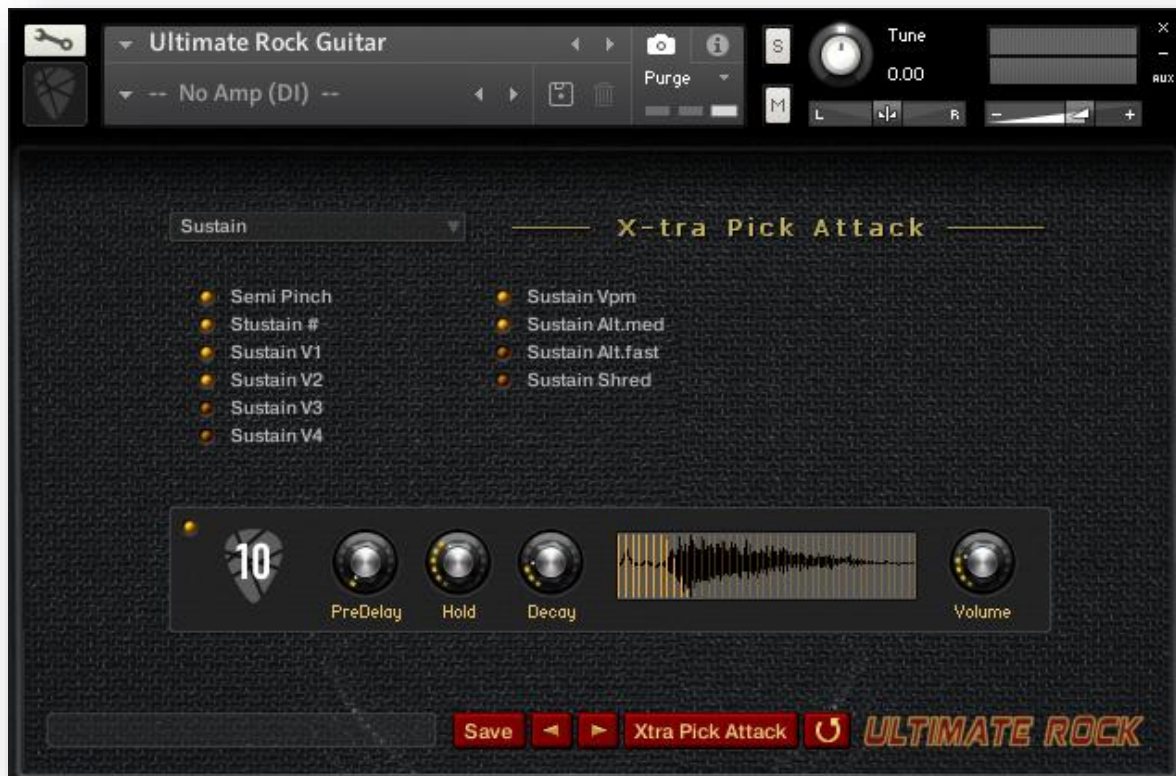 Ultimate Rock Guitar
-- No Amp (DI) --
Purge
S
M
Tune
0.00
L R
- +
×
–
AUX
Sustain
X-tra Pick Attack
Semi Pinch
Stustain #
Sustain V1
Sustain V2
Sustain V3
Sustain V4
Sustain Vpm
Sustain Alt.med
Sustain Alt.fast
Sustain Shred
10
PreDelay
Hold
Decay
Volume
Save
Xtra Pick Attack
ULTIMATE ROCK